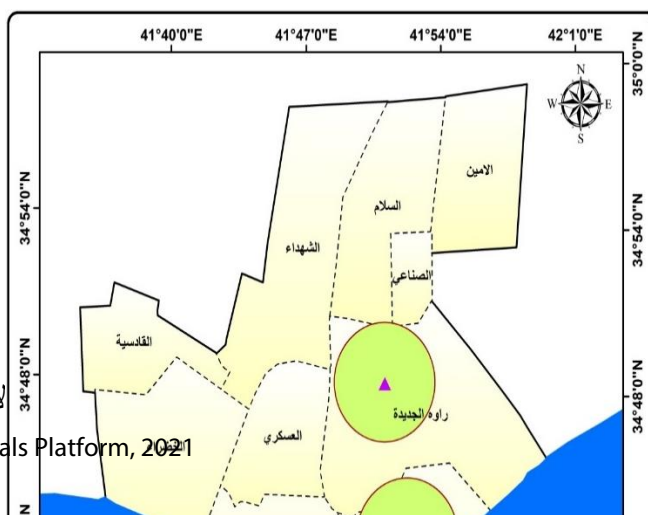 41°40'0"E 41°47'0"E 41°54'0"E 42°1'0"E
35°0'0"N
N
W E
S
الامين
السلام
34°54'0"N
34°54'0"N
الشهداء
الصناعي
القادسية
34°48'0"N
34°48'0"N
راوه الجديدة
العسكري
als Platform, 2021
N